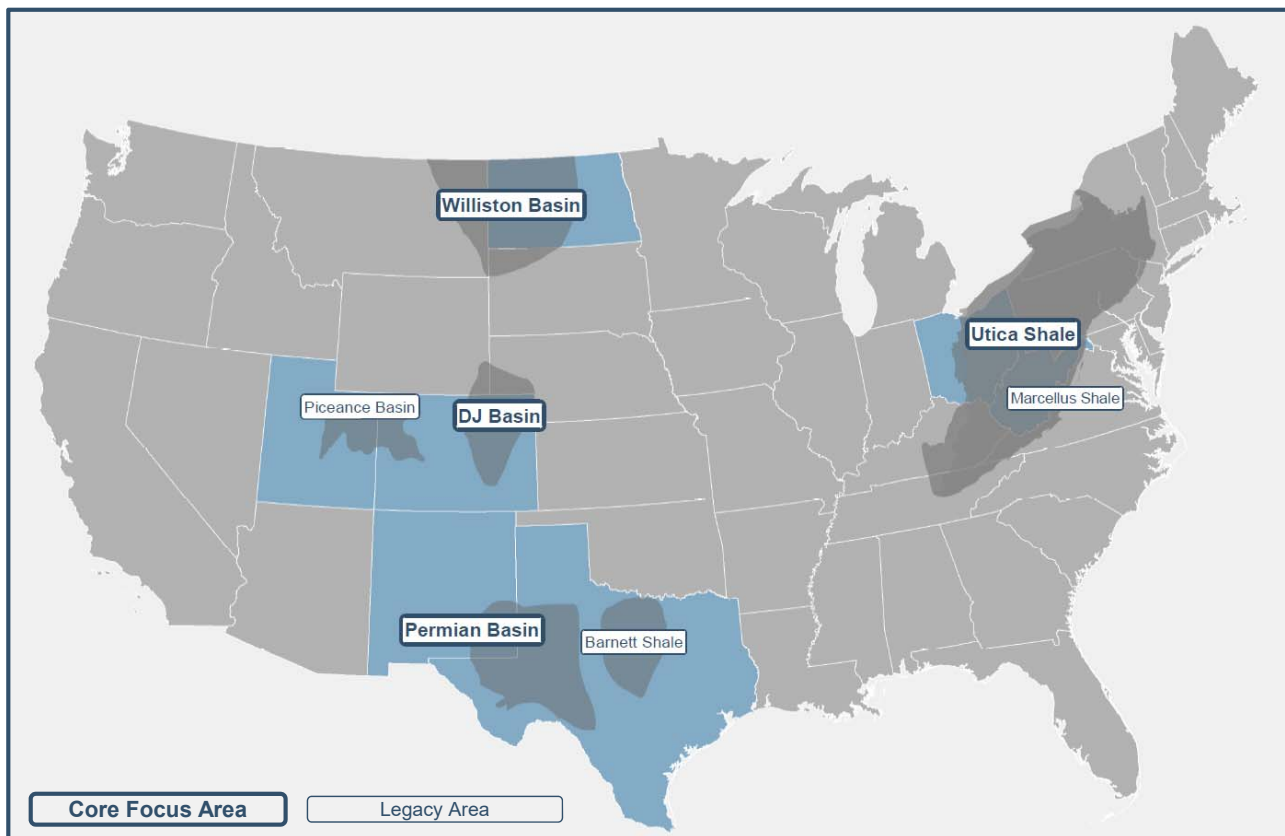 Williston Basin
Utica Shale
Marcellus Shale
Piceance Basin
DJ Basin
Permian Basin
Barnett Shale
Core Focus Area
Legacy Area